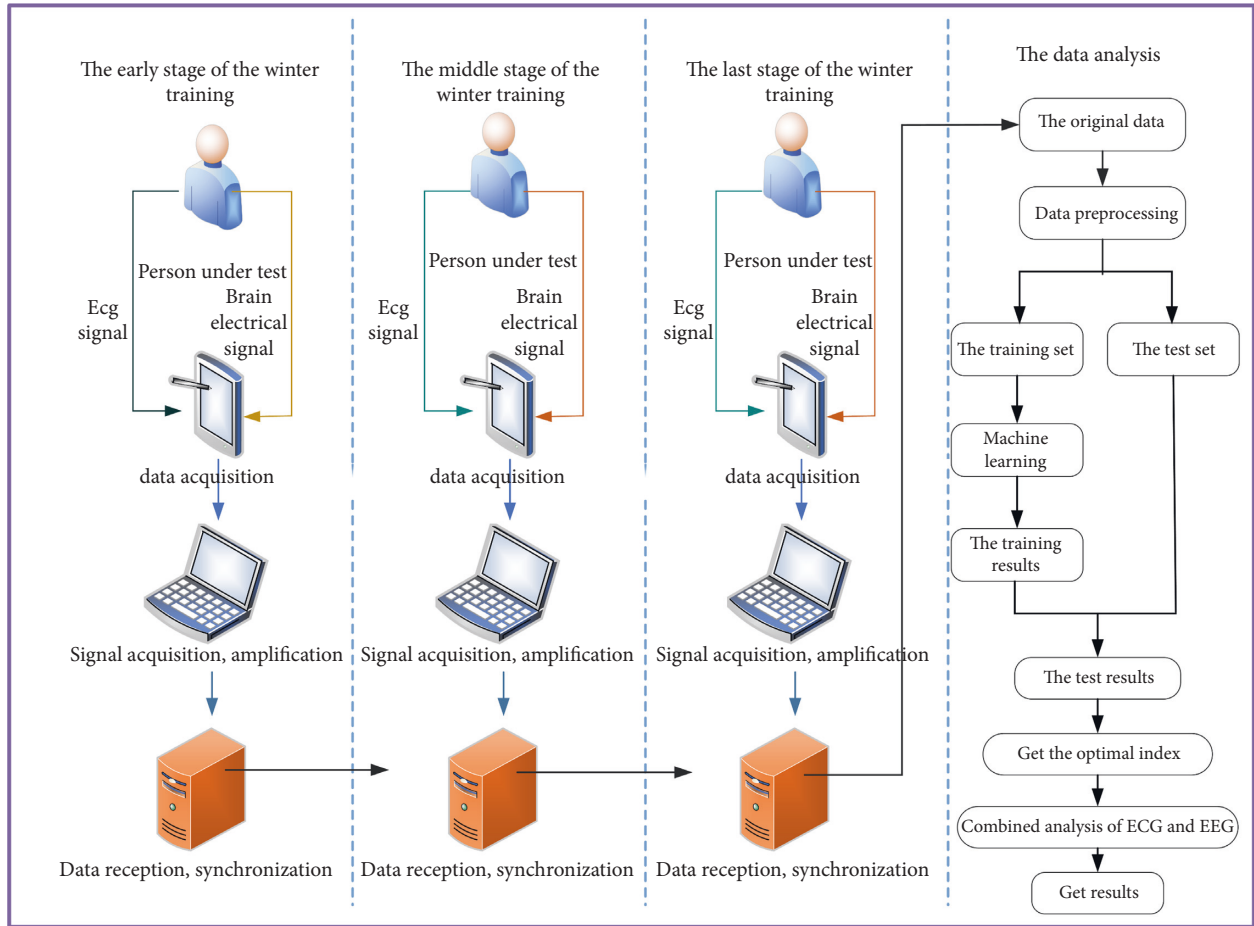 The early stage of the winter
training
Person under test
Ecg
signal
Brain
electrical
signal
data acquisition
Signal acquisition, amplification
Data reception, synchronization
The middle stage of the
winter training
Person under test
Ecg
signal
Brain
electrical
signal
data acquisition
Signal acquisition, amplification
Data reception, synchronization
The last stage of the winter
training
Person under test
Ecg
signal
Brain
electrical
signal
data acquisition
Signal acquisition, amplification
Data reception, synchronization
The data analysis
The original data
Data preprocessing
The training set
The test set
Machine
learning
The training
results
The test results
Get the optimal index
Combined analysis of ECG and EEG
Get results